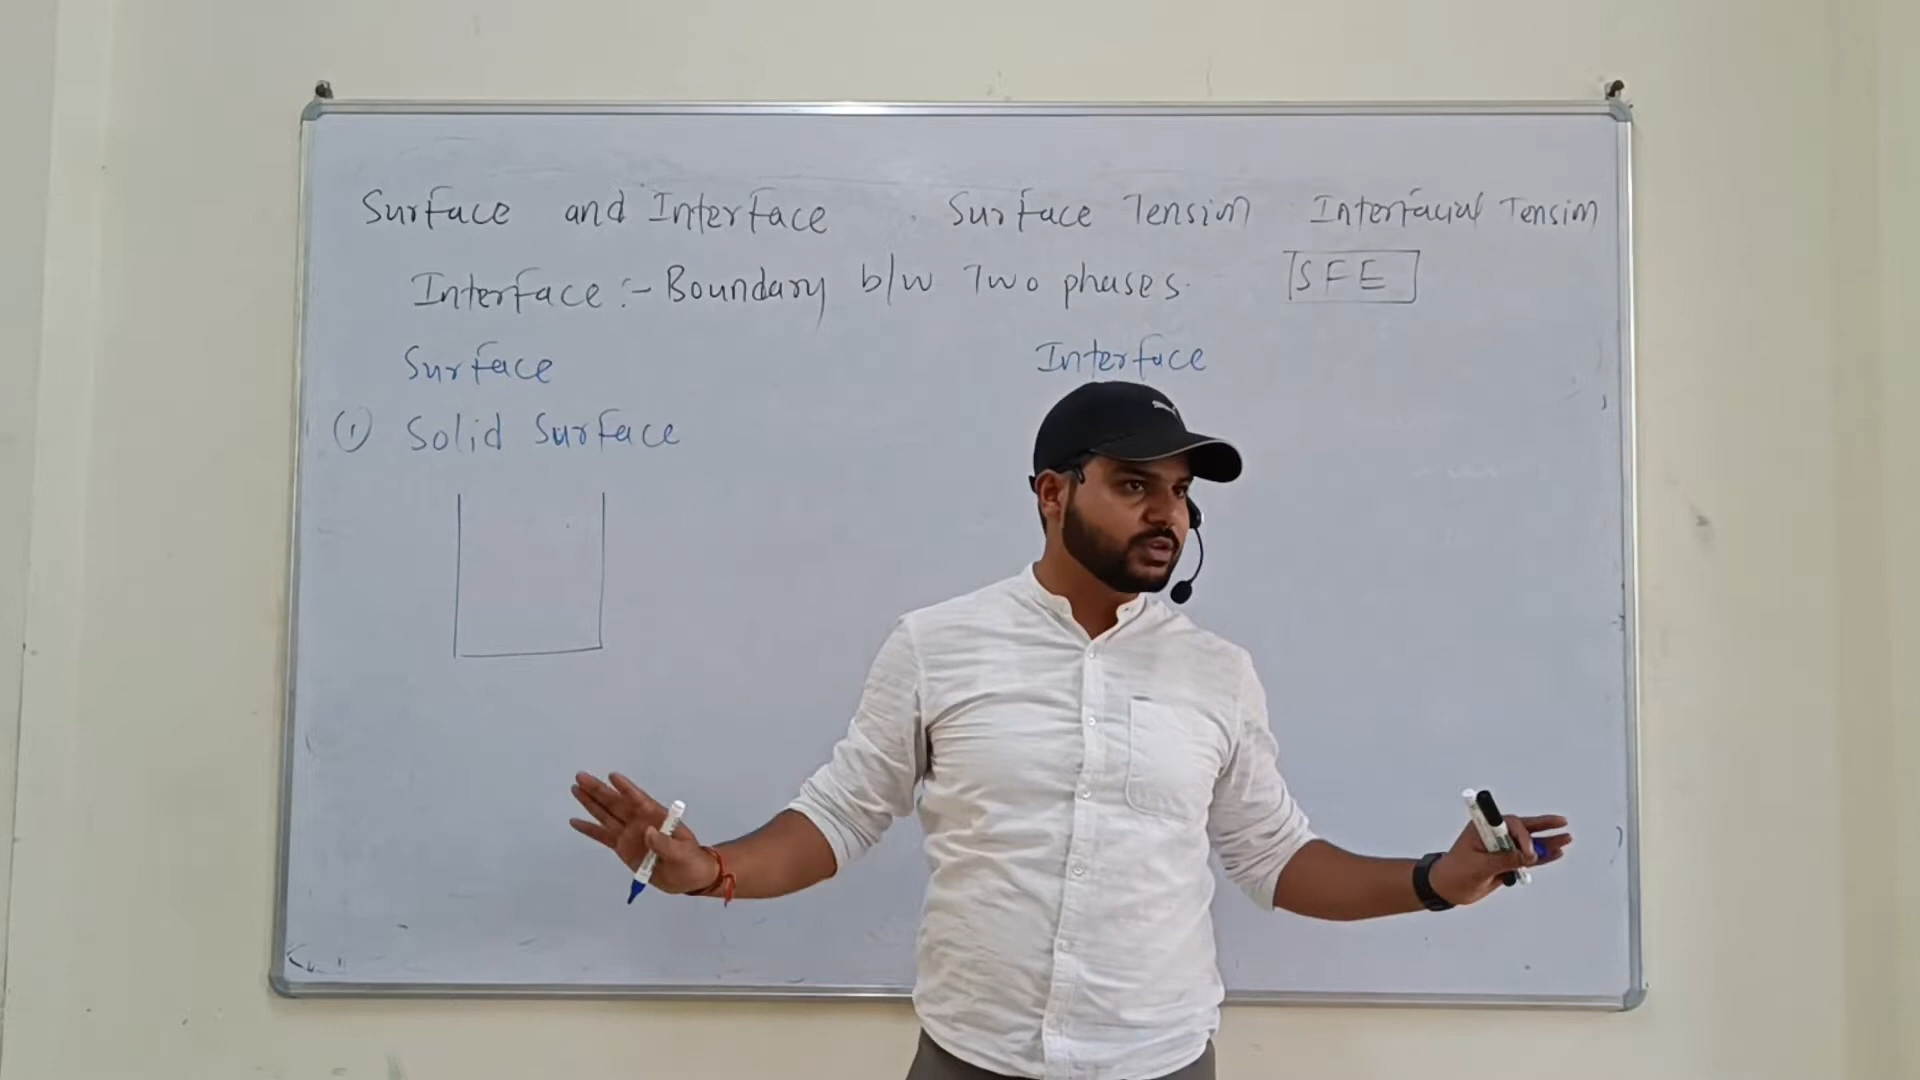 Surface and Interface Surface Tension Interfacial Tension
Interface :- Boundary b/w Two phases. SFE
Surface Interface
① Solid Surface